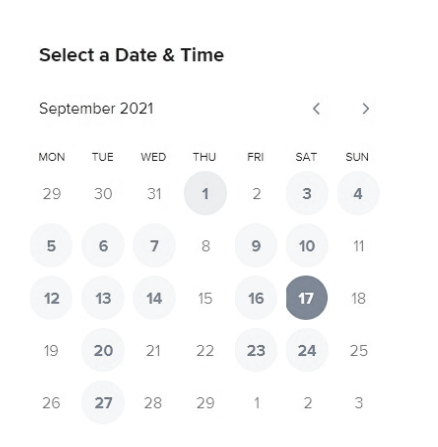 Select a Date & Time
September 2021
MON TUE WED THU FRI SAT SUN
29 30 31 1 2 3 4
5 6 7 8 9 10 11
12 13 14 15 16 17 18
19 20 21 22 23 24 25
26 27 28 29 1 2 3